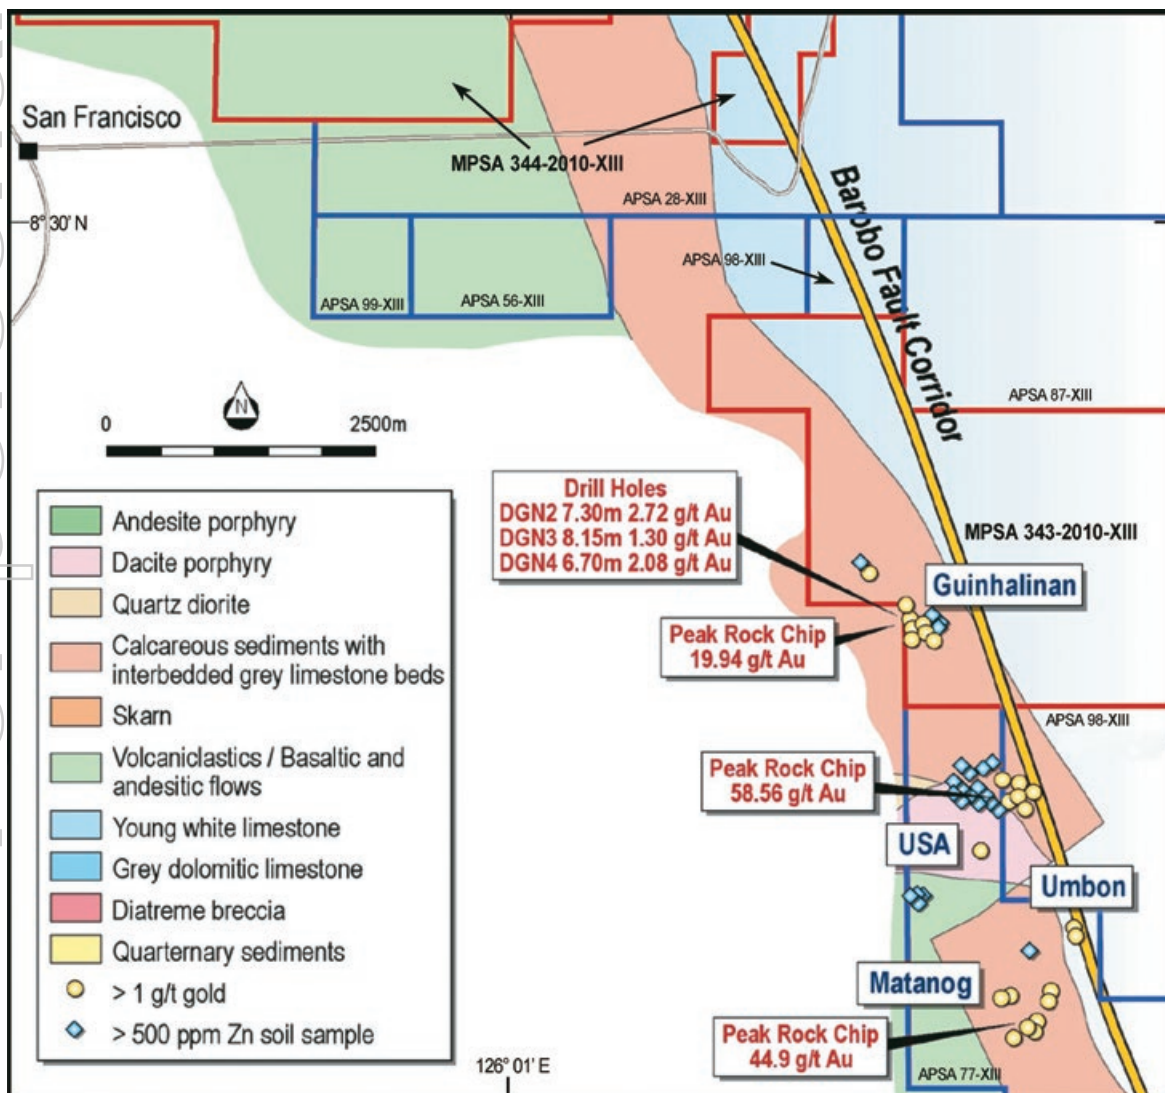 San Francisco
MPSA 344-2010-XIII
Barobo Fault Corridor
APSA 28-XIII
8° 30' N
APSA 98-XIII
APSA 99-XIII
APSA 56-XIII
N
0 2500m
APSA 87-XIII
Drill Holes
DGN2 7.30m 2.72 g/t Au
DGN3 8.15m 1.30 g/t Au
DGN4 6.70m 2.08 g/t Au
MPSA 343-2010-XIII
Guinhalinan
Peak Rock Chip
19.94 g/t Au
APSA 98-XIII
Peak Rock Chip
58.56 g/t Au
USA
Umbon
Matanog
Peak Rock Chip
44.9 g/t Au
APSA 77-XIII
126° 01' E
Andesite porphyry
Dacite porphyry
Quartz diorite
Calcareous sediments with
interbedded grey limestone beds
Skarn
Volcaniclastics / Basaltic and
andesitic flows
Young white limestone
Grey dolomitic limestone
Diatreme breccia
Quarternary sediments
> 1 g/t gold
> 500 ppm Zn soil sample